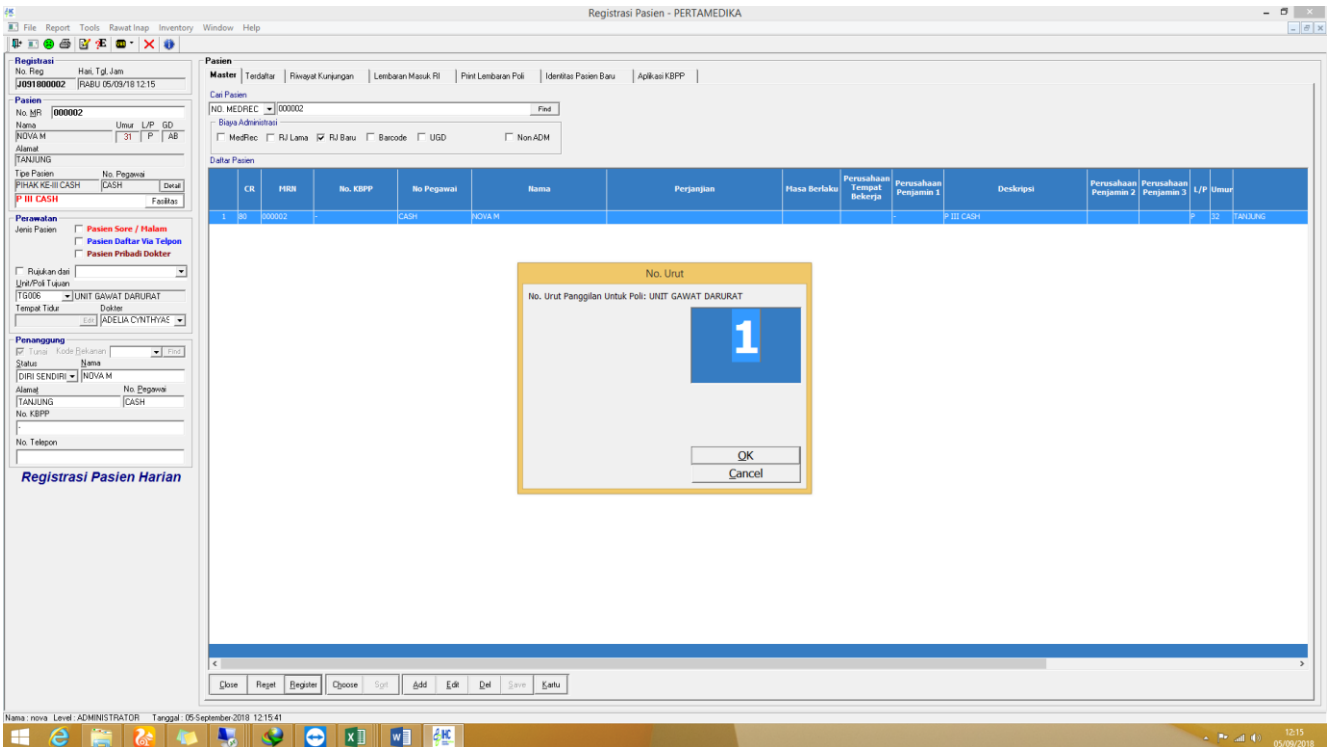 Registrasi Pasien - PERTAMEDIKA
File Report Tools Rawat Inap Inventory Window Help
Registrasi
No. Reg Hari, Tgl, Jam
J091800002 RABU 05/09/18 12:15
Pasien
No. MR 000002
Nama Umur L/P GD
NOVA M 31 P AB
Alamat
TANJUNG
Tipe Pasien No. Pegawai
PIHAK KE-III CASH CASH Detail
P III CASH Fasilitas
Perawatan
Jenis Pasien Pasien Sore / Malam
Pasien Daftar Via Telpon
Pasien Pribadi Dokter
Rujukan dari
Unit/Poli Tujuan
TG006 UNIT GAWAT DARURAT
Tempat Tidur Dokter
Edit ADELIA CYNTHYAS
Penanggung
Tunai Kode Rekanan Find
Status Nama
DIRI SENDIRI NOVA M
Alamat No. Pegawai
TANJUNG CASH
No. KBPP
-
No. Telepon
Registrasi Pasien Harian
Pasien
Master Terdaftar Riwayat Kunjungan Lembaran Masuk RI Print Lembaran Poli Identitas Pasien Baru Aplikasi KBPP
Cari Pasien
NO. MEDREC 000002 Find
Biaya Administrasi
MedRec RJ Lama RJ Baru Barcode UGD Non ADM
Daftar Pasien
CR MRN No. KBPP No Pegawai Nama Perjanjian Masa Berlaku Perusahaan Tempat Bekerja Perusahaan Penjamin 1 Deskripsi Perusahaan Penjamin 2 Perusahaan Penjamin 3 L/P Umur
1 80 000002 - CASH NOVA M - P III CASH P 32 TANJUNG
No. Urut
No. Urut Panggilan Untuk Poli: UNIT GAWAT DARURAT
1
OK
Cancel
Close Reset Register Choose Sort Add Edit Del Save Kartu
Nama : nova Level : ADMINISTRATOR Tanggal : 05-September-2018 12:15:41
12:15
05/09/2018